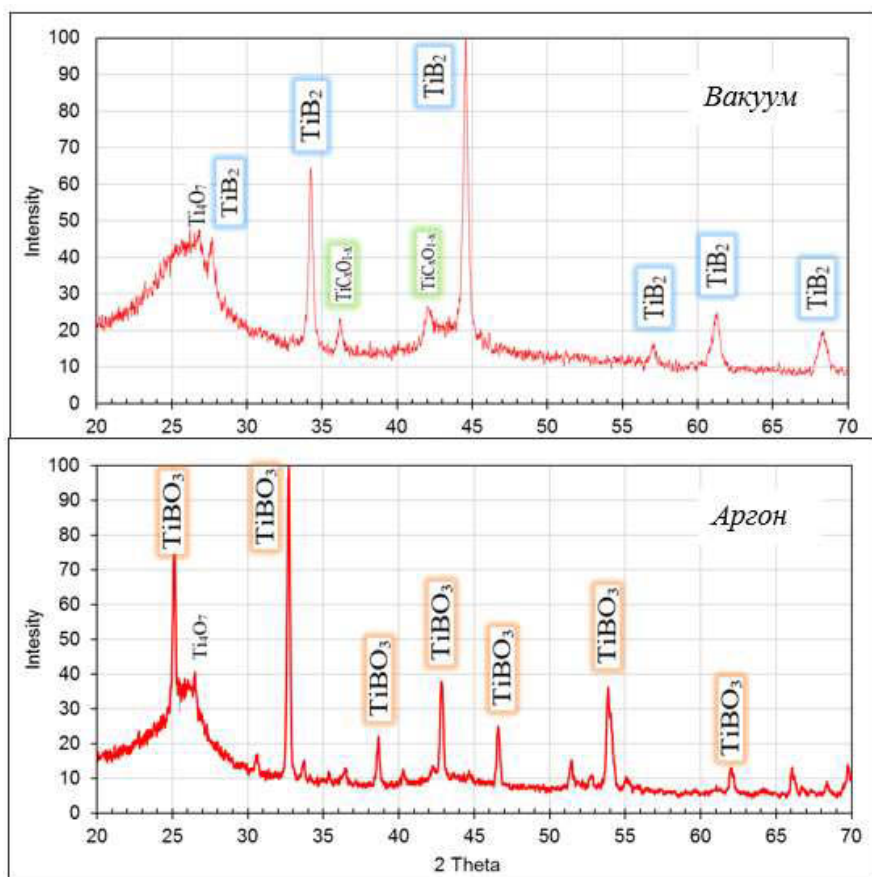 100
90
80
70
60
50
40
30
20
10
0
Intensity
20 25 30 35 40 45 50 55 60 65 70
Вакуум
Ti₄O₇
TiB₂
TiB₂
TiCₓO₁₋ₓ
TiCₓO₁₋ₓ
TiB₂
TiB₂
TiB₂
TiB₂
100
90
80
70
60
50
40
30
20
10
0
Intesity
20 25 30 35 40 45 50 55 60 65 70
2 Theta
Аргон
TiBO₃
Ti₄O₇
TiBO₃
TiBO₃
TiBO₃
TiBO₃
TiBO₃
TiBO₃